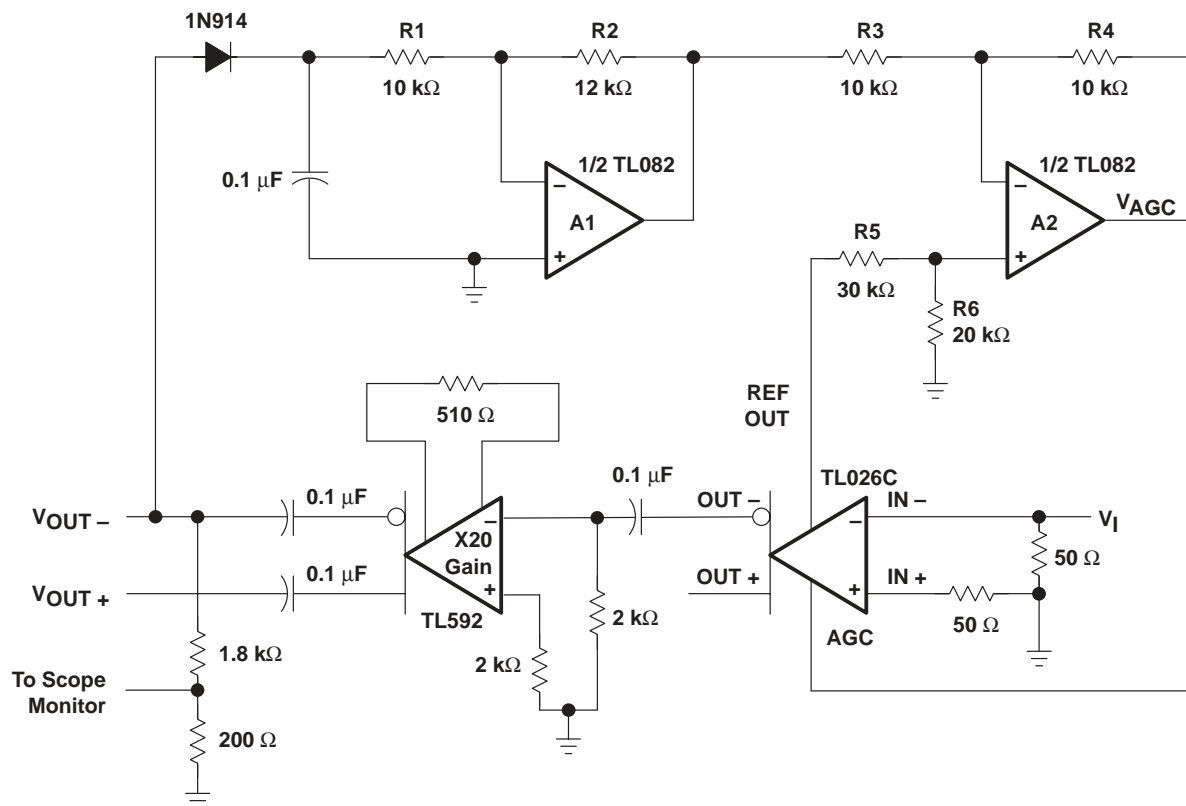 1N914
R1
10 kΩ
R2
12 kΩ
R3
10 kΩ
R4
10 kΩ
0.1 μF
1/2 TL082
−
A1
+
1/2 TL082
−
A2
+
VAGC
R5
30 kΩ
R6
20 kΩ
510 Ω
REF
OUT
TL026C
0.1 μF
OUT −
OUT +
IN −
IN +
VI
50 Ω
50 Ω
−
+
AGC
VOUT −
VOUT +
0.1 μF
0.1 μF
−
X20
Gain
+
TL592
2 kΩ
2 kΩ
1.8 kΩ
To Scope
Monitor
200 Ω